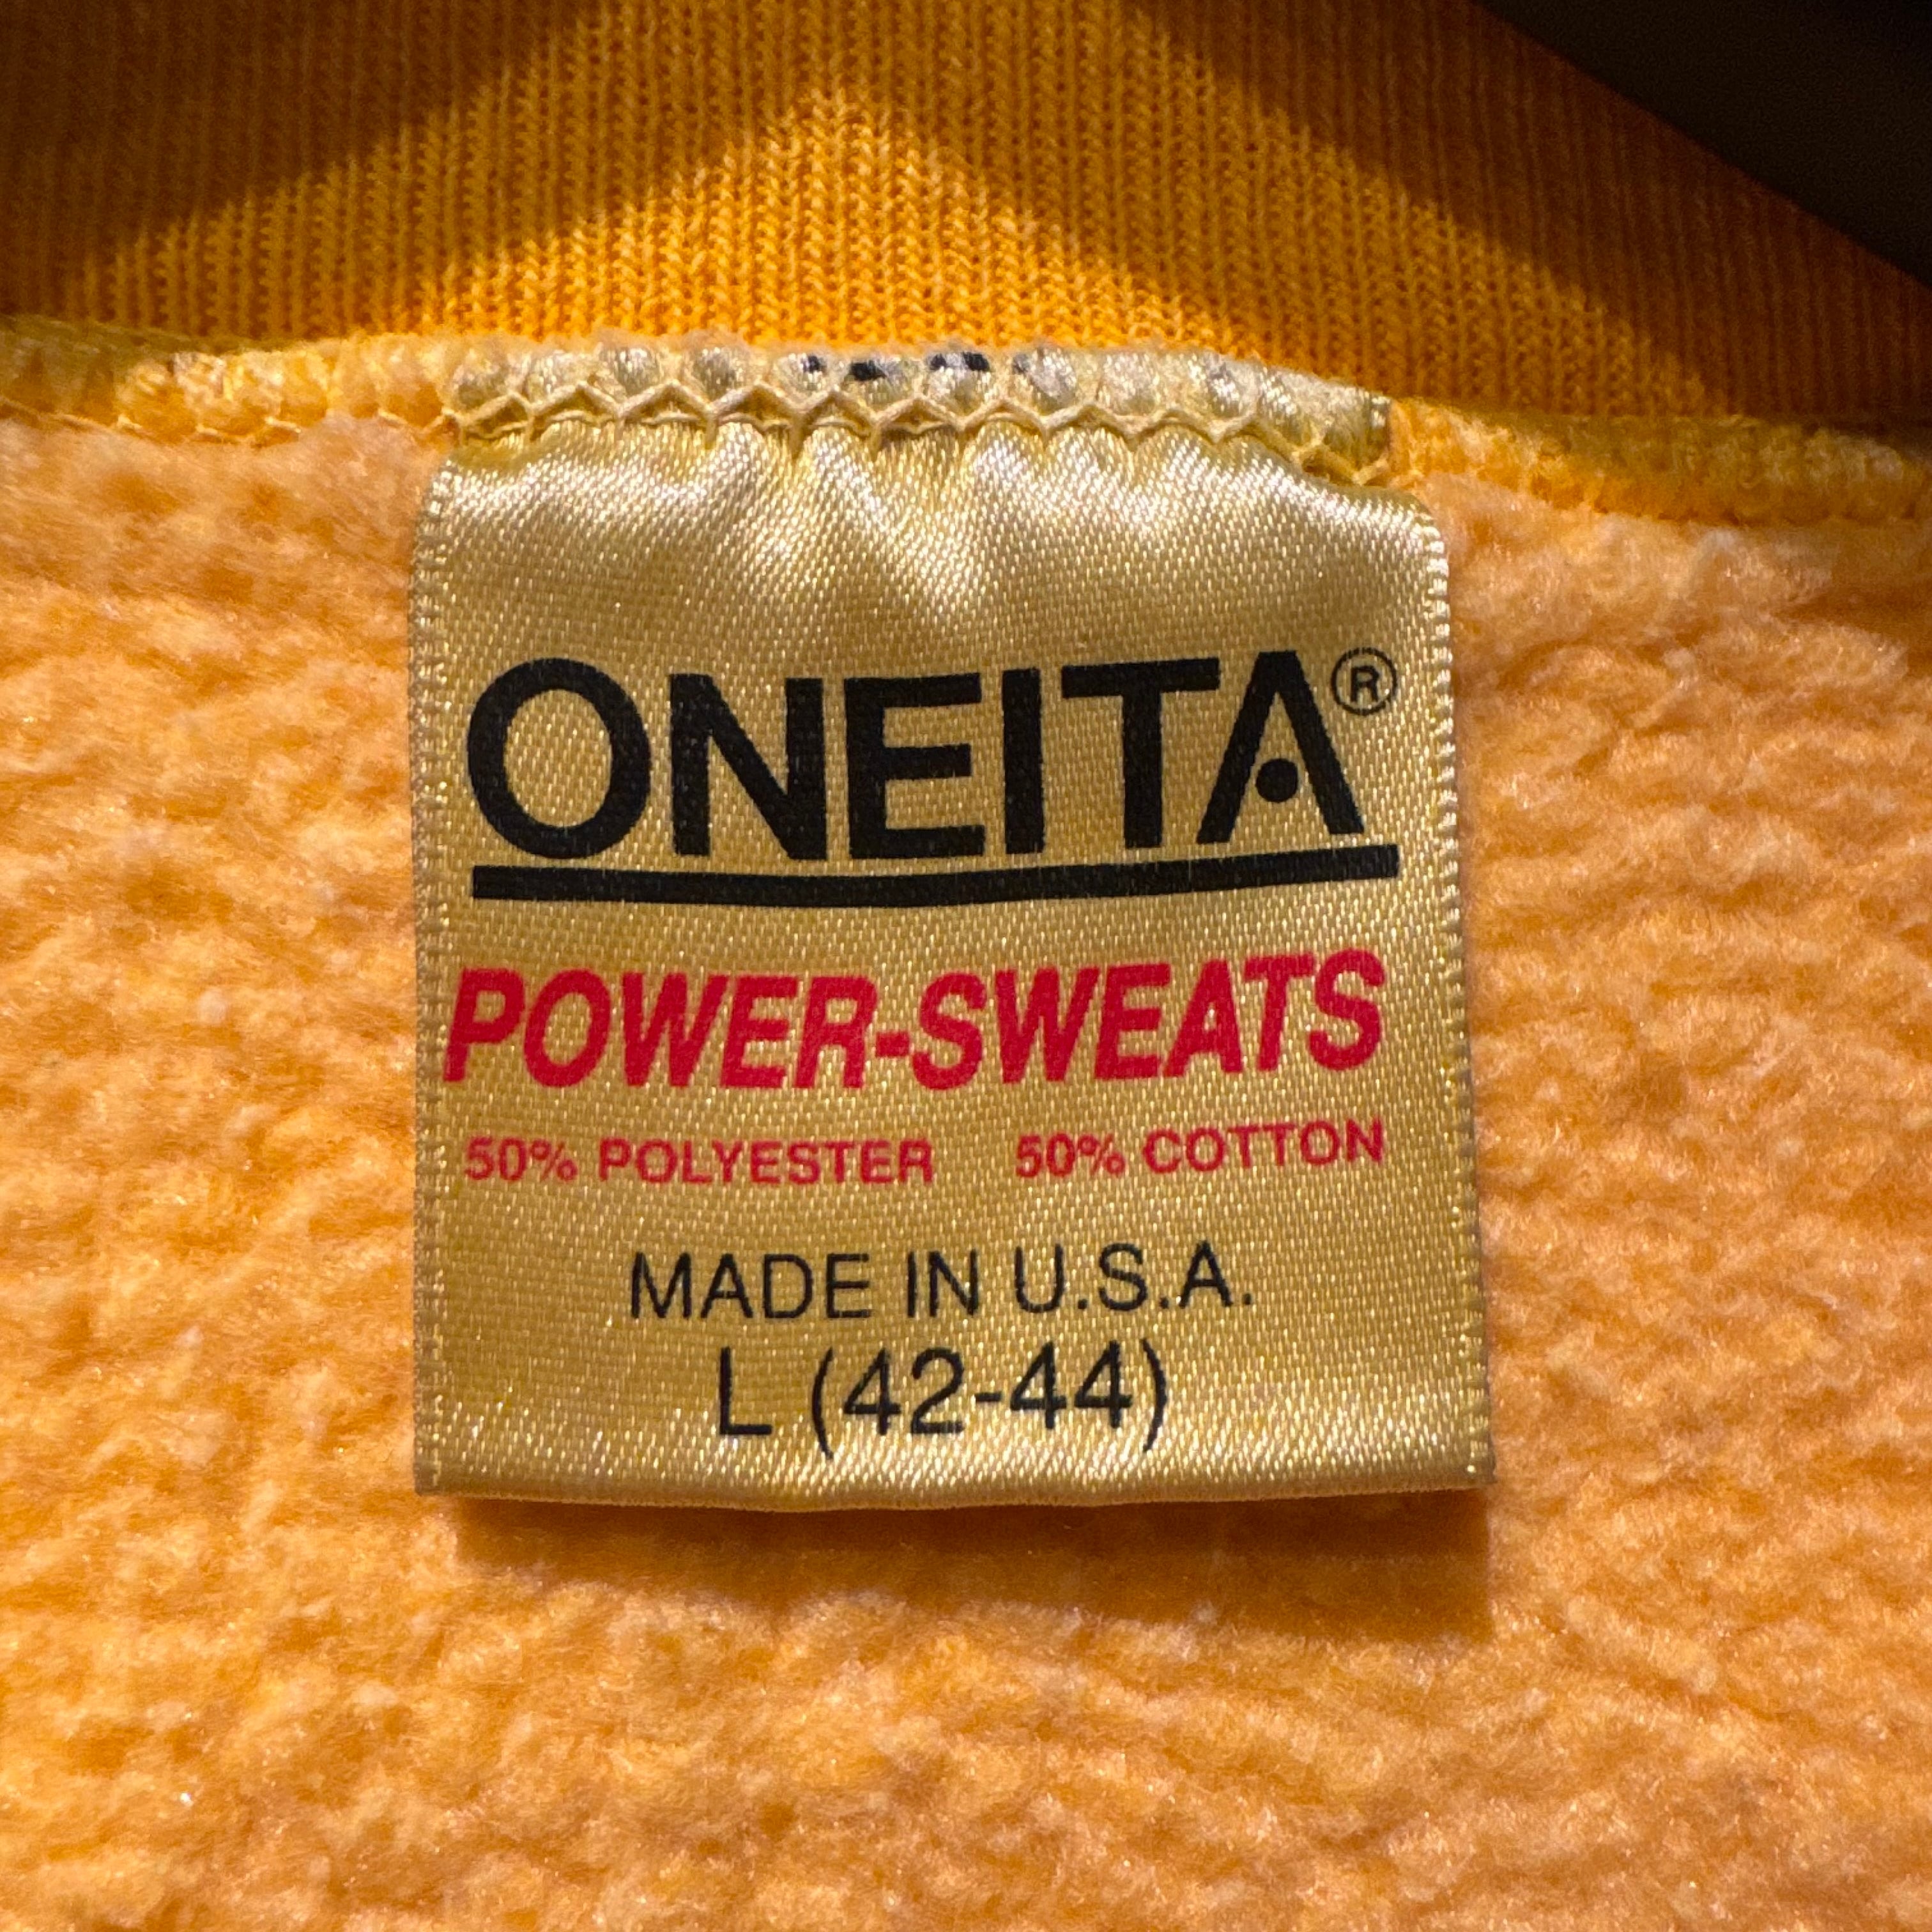 ONEITA®
POWER-SWEATS
50% POLYESTER 50% COTTON
MADE IN U.S.A.
L (42-44)